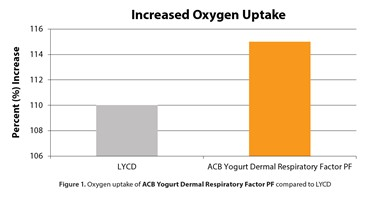 Increased Oxygen Uptake
Percent (%) Increase
116
114
112
110
108
106
LYCD
ACB Yogurt Dermal Respiratory Factor PF
Figure 1. Oxygen uptake of ACB Yogurt Dermal Respiratory Factor PF compared to LYCD